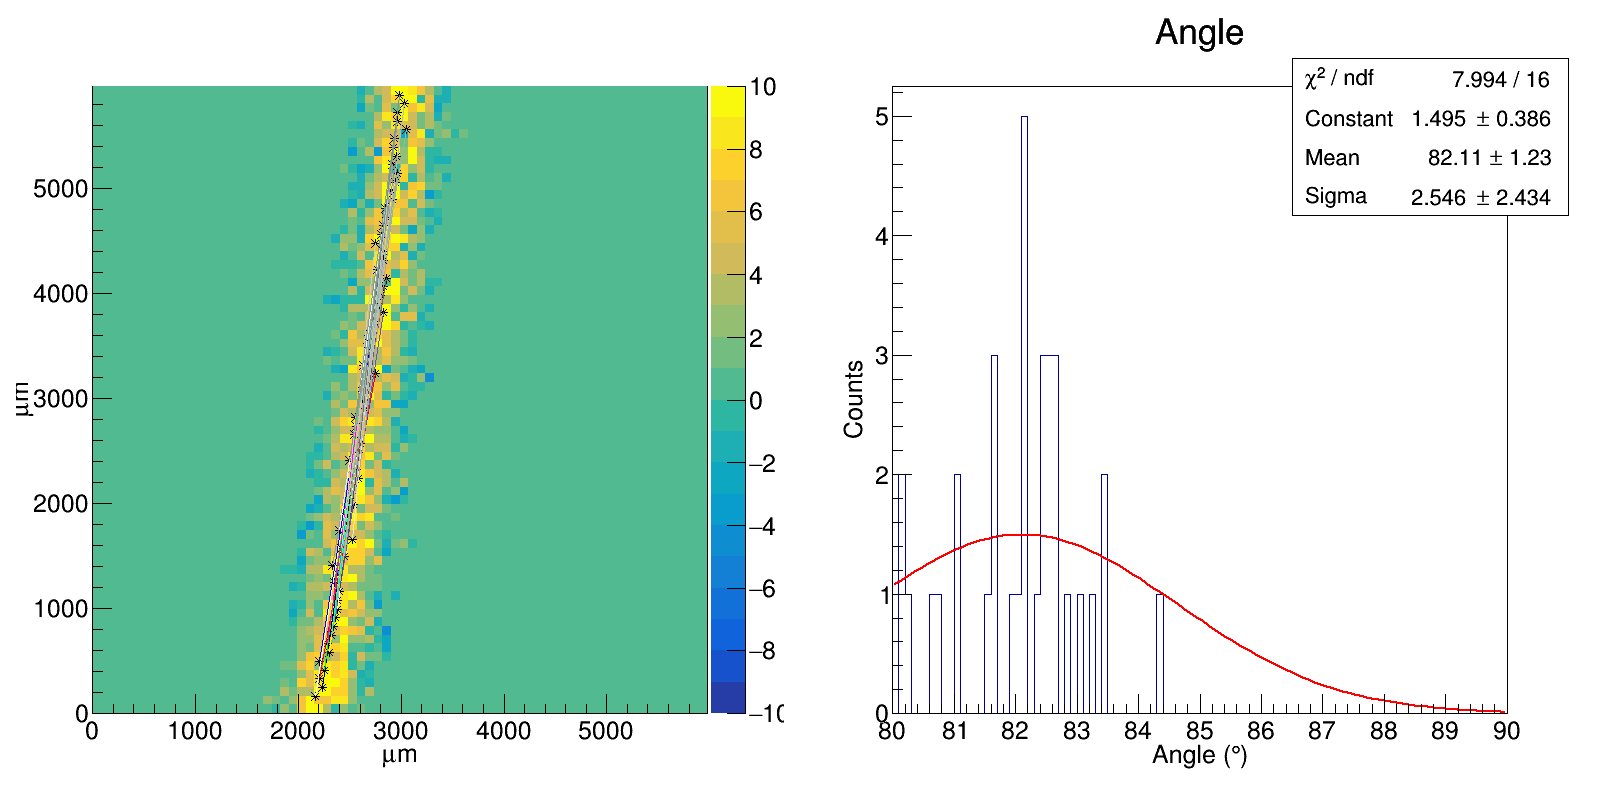 Angle
χ² / ndf 7.994 / 16
Constant 1.495 ± 0.386
Mean 82.11 ± 1.23
Sigma 2.546 ± 2.434
μm
5000
4000
3000
2000
1000
0
0 1000 2000 3000 4000 5000
μm
10
8
6
4
2
0
−2
−4
−6
−8
−10
Counts
5
4
3
2
1
0
80 81 82 83 84 85 86 87 88 89 90
Angle (°)